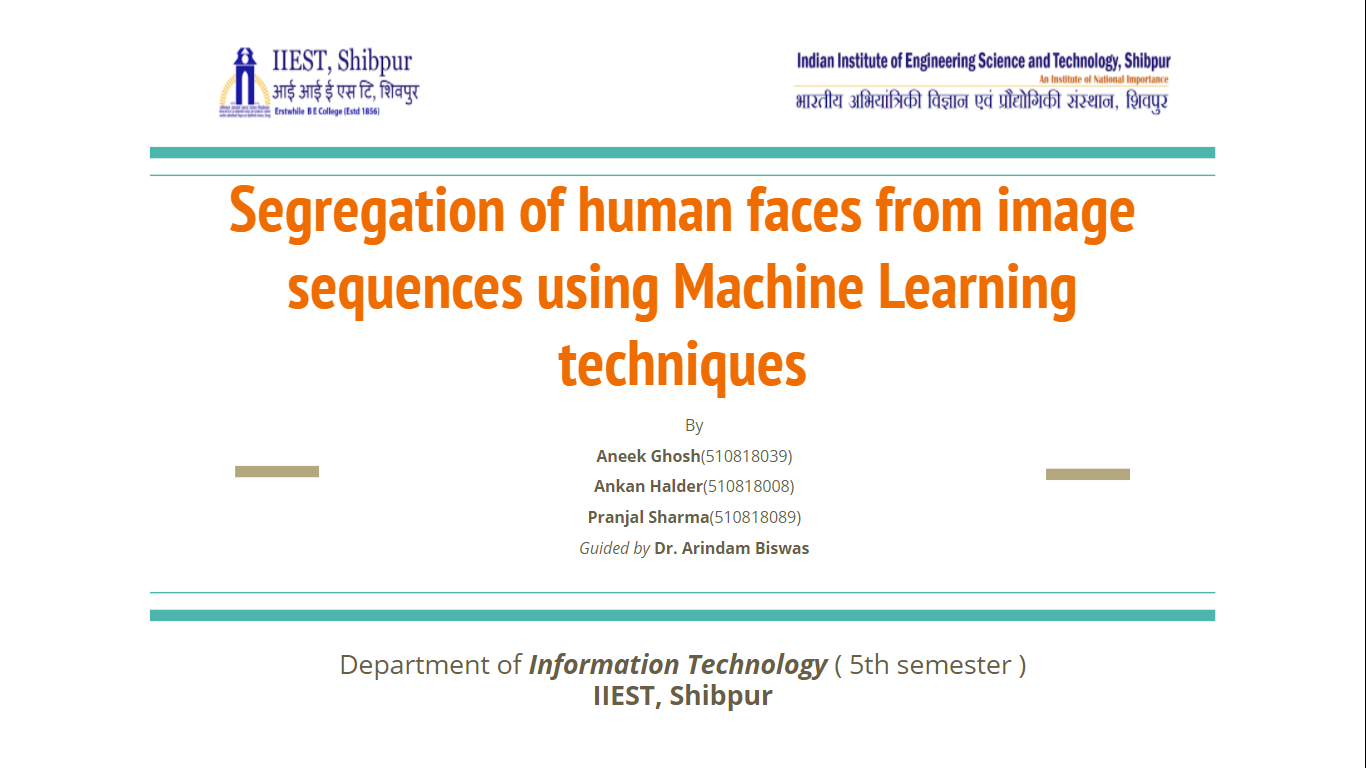 IIEST, Shibpur
आई आई ई एस टि, शिवपुर
Erstwhile B E College (Estd 1856)
Indian Institute of Engineering Science and Technology, Shibpur
An Institute of National Importance
भारतीय अभियांत्रिकी विज्ञान एवं प्रौद्योगिकी संस्थान, शिवपुर
Segregation of human faces from image
sequences using Machine Learning
techniques
By
Aneek Ghosh(510818039)
Ankan Halder(510818008)
Pranjal Sharma(510818089)
Guided by Dr. Arindam Biswas
Department of Information Technology ( 5th semester )
IIEST, Shibpur